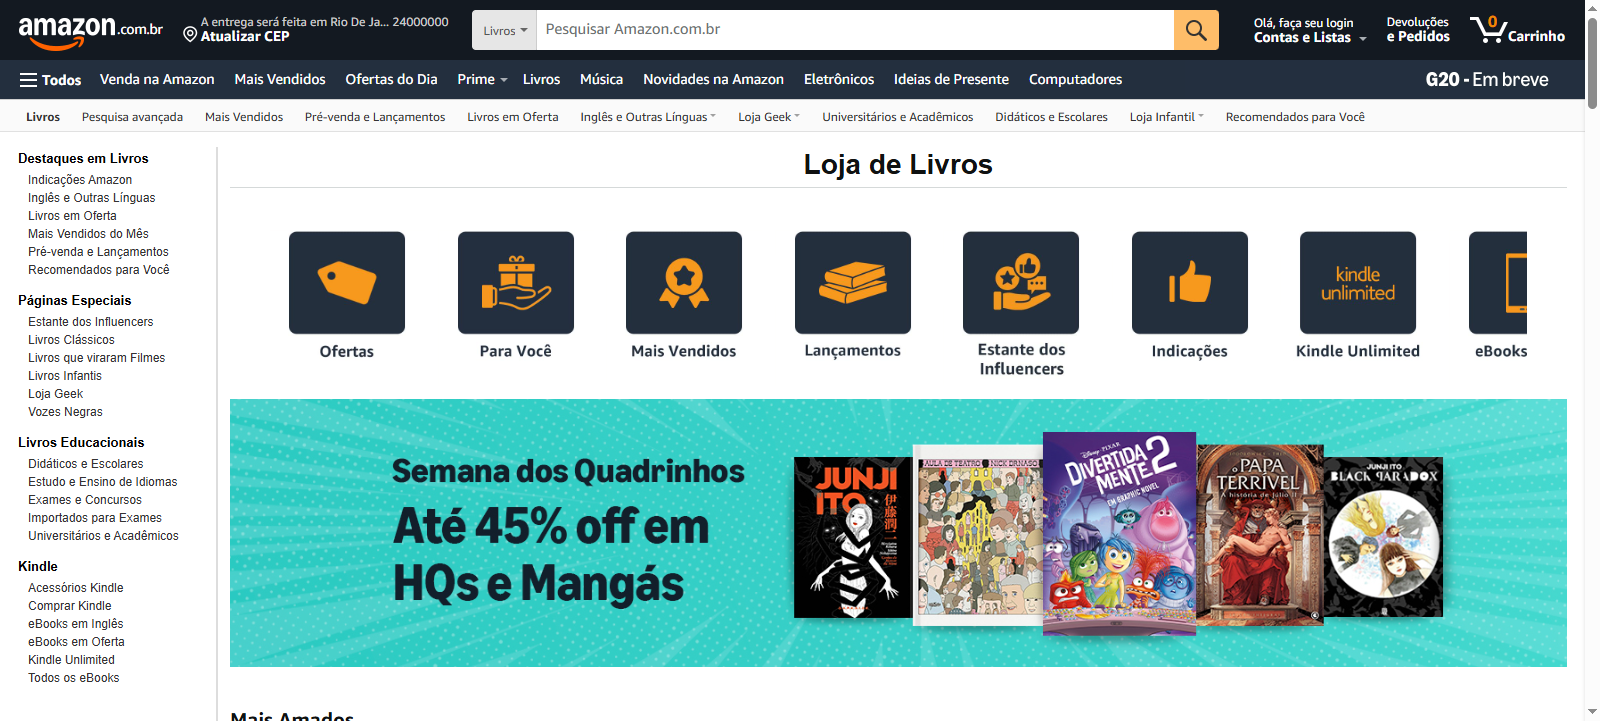 amazon.com.br
A entrega será feita em Rio De Ja... 24000000
Atualizar CEP
Livros
Pesquisar Amazon.com.br
Olá, faça seu login
Contas e Listas
Devoluções
e Pedidos
0
Carrinho
Todos
Venda na Amazon
Mais Vendidos
Ofertas do Dia
Prime
Livros
Música
Novidades na Amazon
Eletrônicos
Ideias de Presente
Computadores
G20 - Em breve
Livros
Pesquisa avançada
Mais Vendidos
Pré-venda e Lançamentos
Livros em Oferta
Inglês e Outras Línguas
Loja Geek
Universitários e Acadêmicos
Didáticos e Escolares
Loja Infantil
Recomendados para Você
Destaques em Livros
Indicações Amazon
Inglês e Outras Línguas
Livros em Oferta
Mais Vendidos do Mês
Pré-venda e Lançamentos
Recomendados para Você
Páginas Especiais
Estante dos Influencers
Livros Clássicos
Livros que viraram Filmes
Livros Infantis
Loja Geek
Vozes Negras
Livros Educacionais
Didáticos e Escolares
Estudo e Ensino de Idiomas
Exames e Concursos
Importados para Exames
Universitários e Acadêmicos
Kindle
Acessórios Kindle
Comprar Kindle
eBooks em Inglês
eBooks em Oferta
Kindle Unlimited
Todos os eBooks
Loja de Livros
Ofertas
Para Você
Mais Vendidos
Lançamentos
Estante dos
Influencers
Indicações
kindle
unlimited
Kindle Unlimited
eBooks
Semana dos Quadrinhos
Até 45% off em
HQs e Mangás
JUNJI
ITO
伊藤潤二
AULA DE TEATRO NICK DRNASO
Disney PIXAR
DIVERTIDA
MENTE 2
EM GRAPHIC NOVEL
O PAPA
TERRÍVEL
A história de Júlio II
JUNJI ITO
BLACK PARADOX
Mais Amados